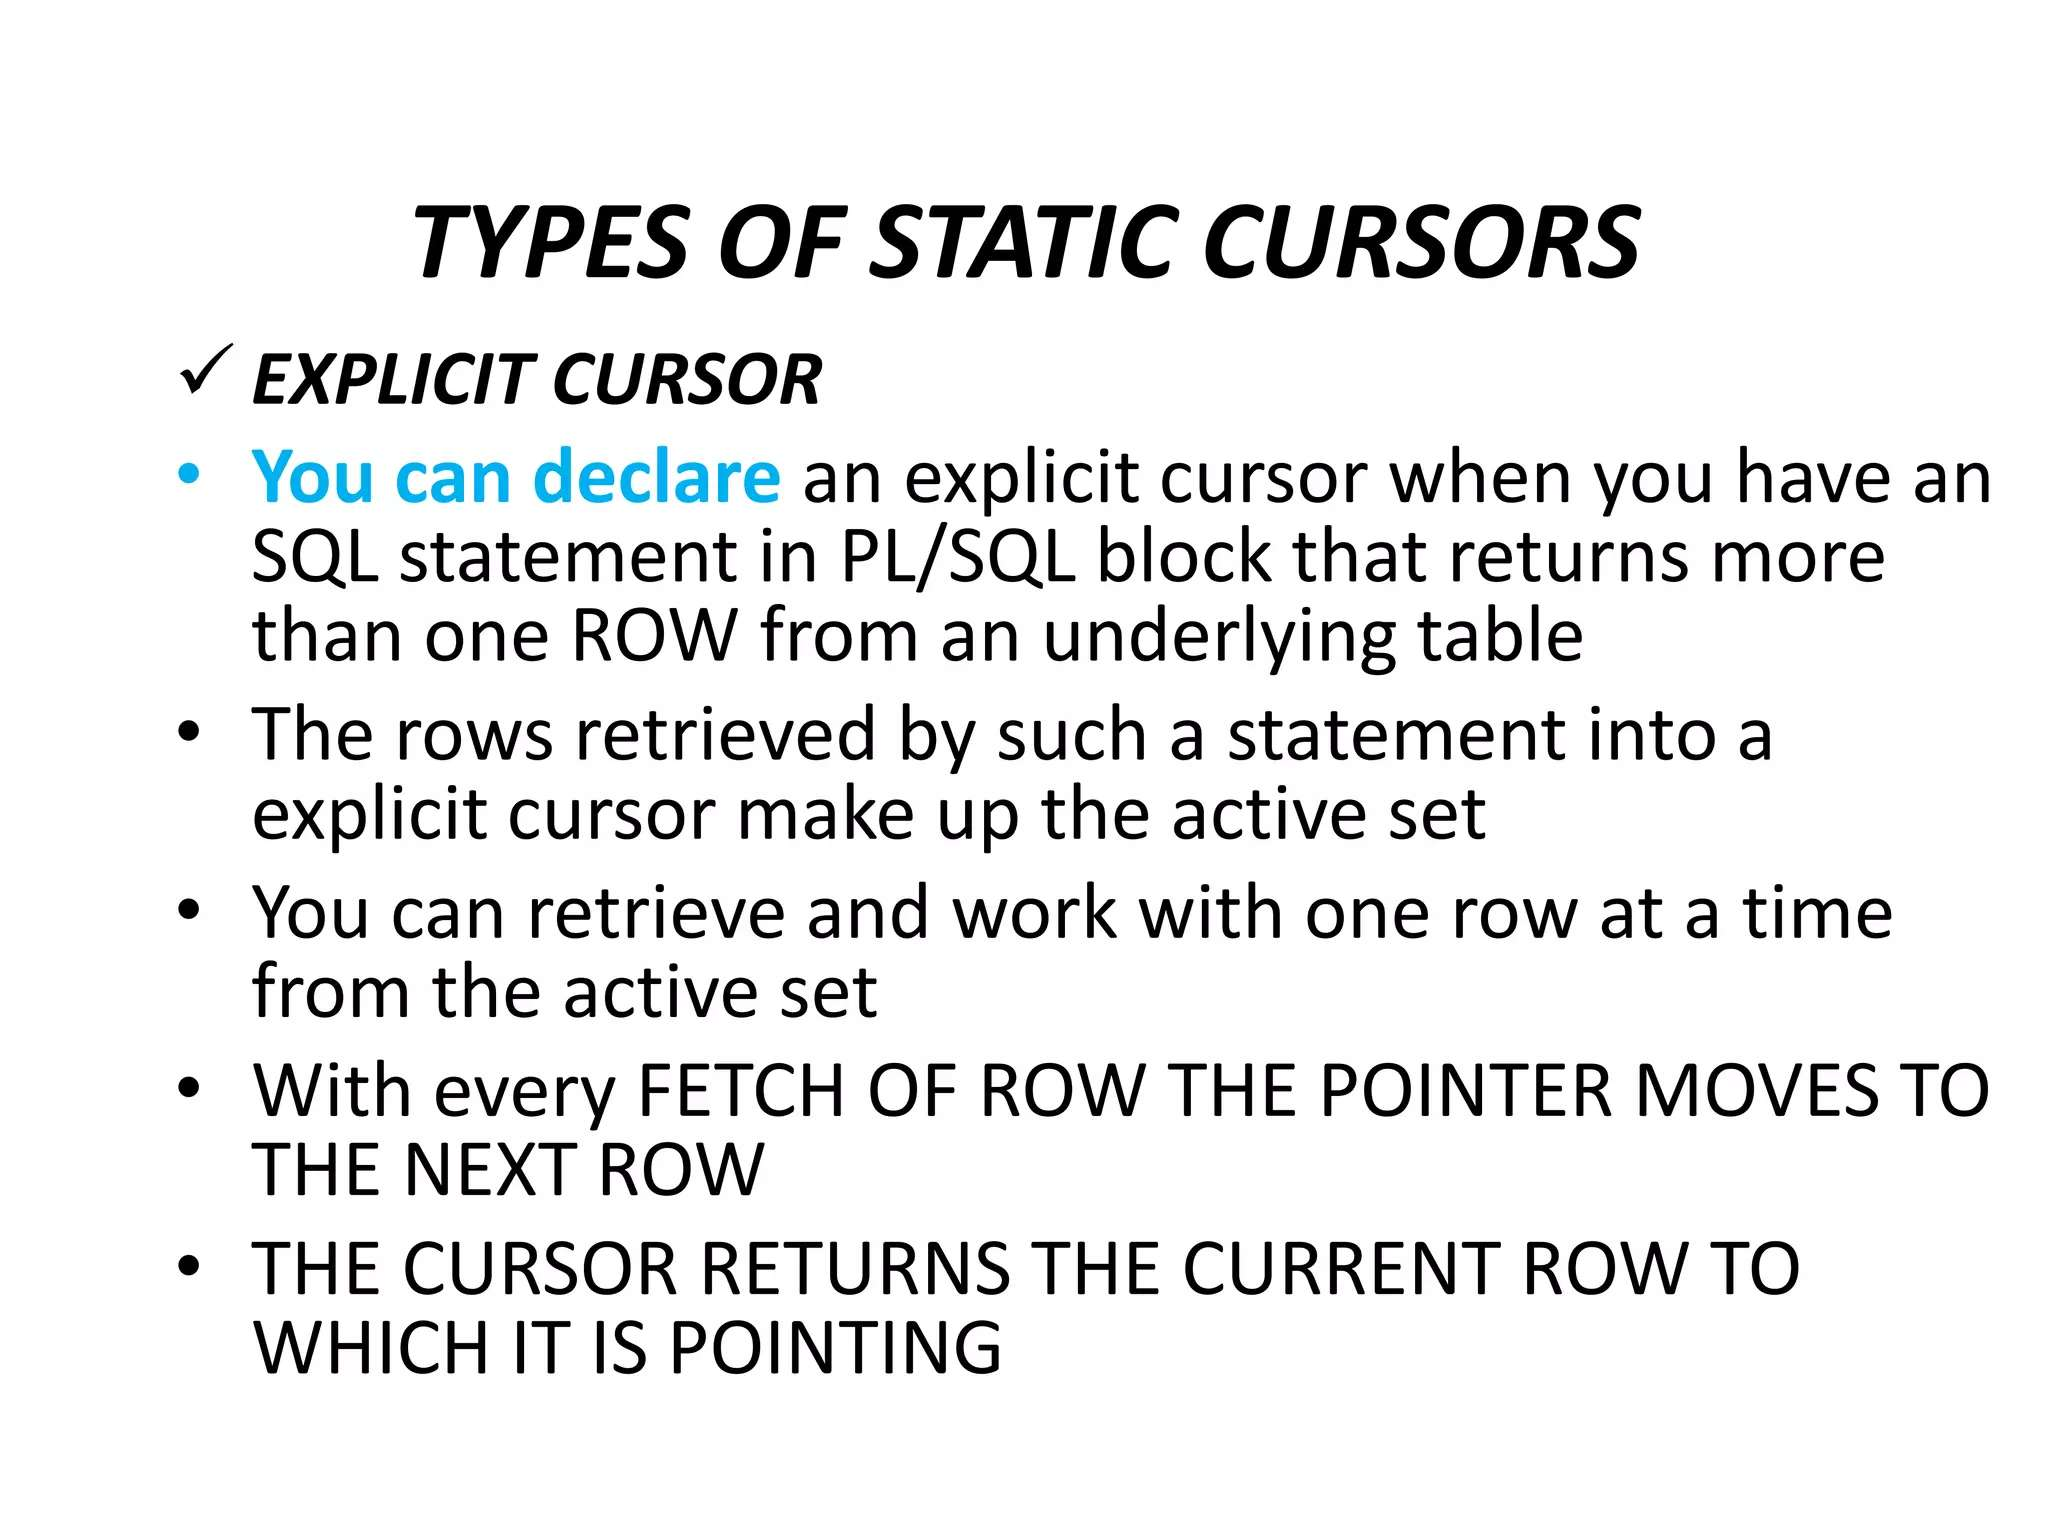 TYPES OF STATIC CURSORS
✓ EXPLICIT CURSOR
• You can declare an explicit cursor when you have an
SQL statement in PL/SQL block that returns more
than one ROW from an underlying table
• The rows retrieved by such a statement into a
explicit cursor make up the active set
• You can retrieve and work with one row at a time
from the active set
• With every FETCH OF ROW THE POINTER MOVES TO
THE NEXT ROW
• THE CURSOR RETURNS THE CURRENT ROW TO
WHICH IT IS POINTING